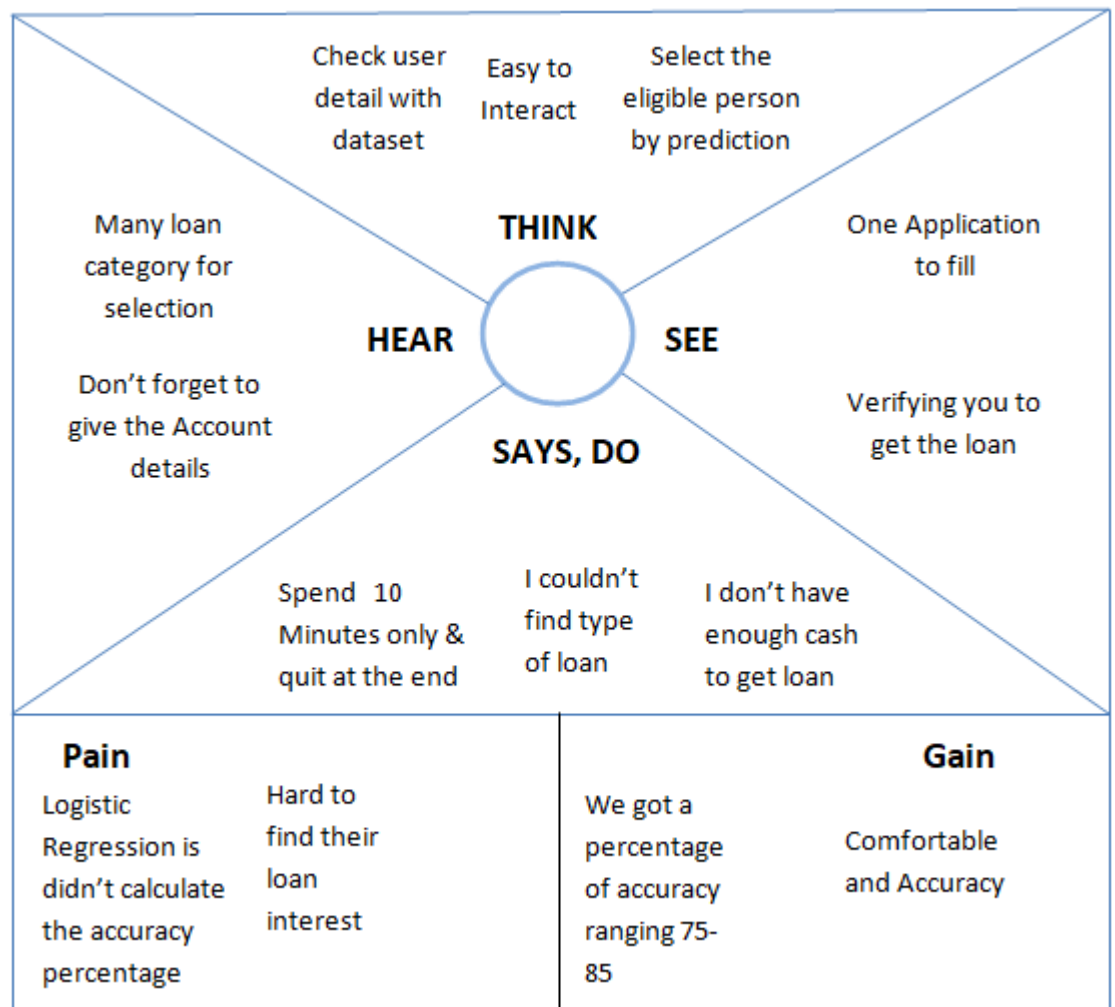 Check user
detail with
dataset
Easy to
Interact
Select the
eligible person
by prediction
THINK
Many loan
category for
selection
One Application
to fill
HEAR
SEE
Don’t forget to
give the Account
details
Verifying you to
get the loan
SAYS, DO
Spend 10
Minutes only &
quit at the end
I couldn’t
find type
of loan
I don’t have
enough cash
to get loan
Pain
Logistic
Regression is
didn’t calculate
the accuracy
percentage
Hard to
find their
loan
interest
Gain
We got a
percentage
of accuracy
ranging 75-
85
Comfortable
and Accuracy